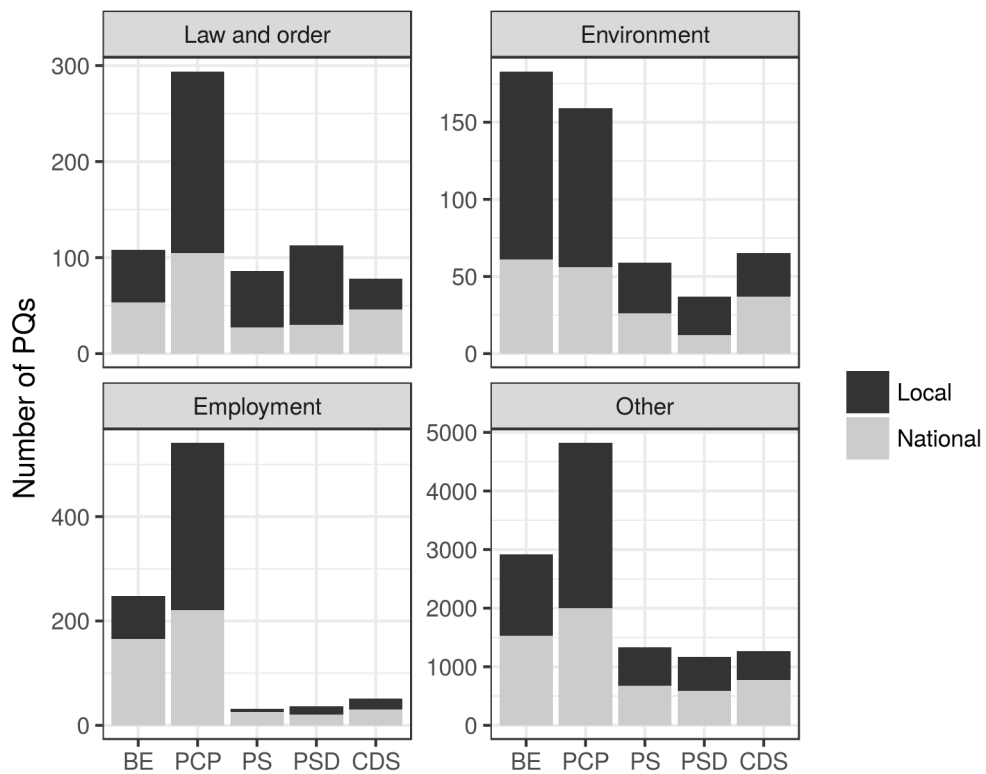 Law and order
Environment
300
200
100
0
150
100
50
0
Number of PQs
Employment
Other
400
200
0
5000
4000
3000
2000
1000
0
BE PCP PS PSD CDS
BE PCP PS PSD CDS
Local
National